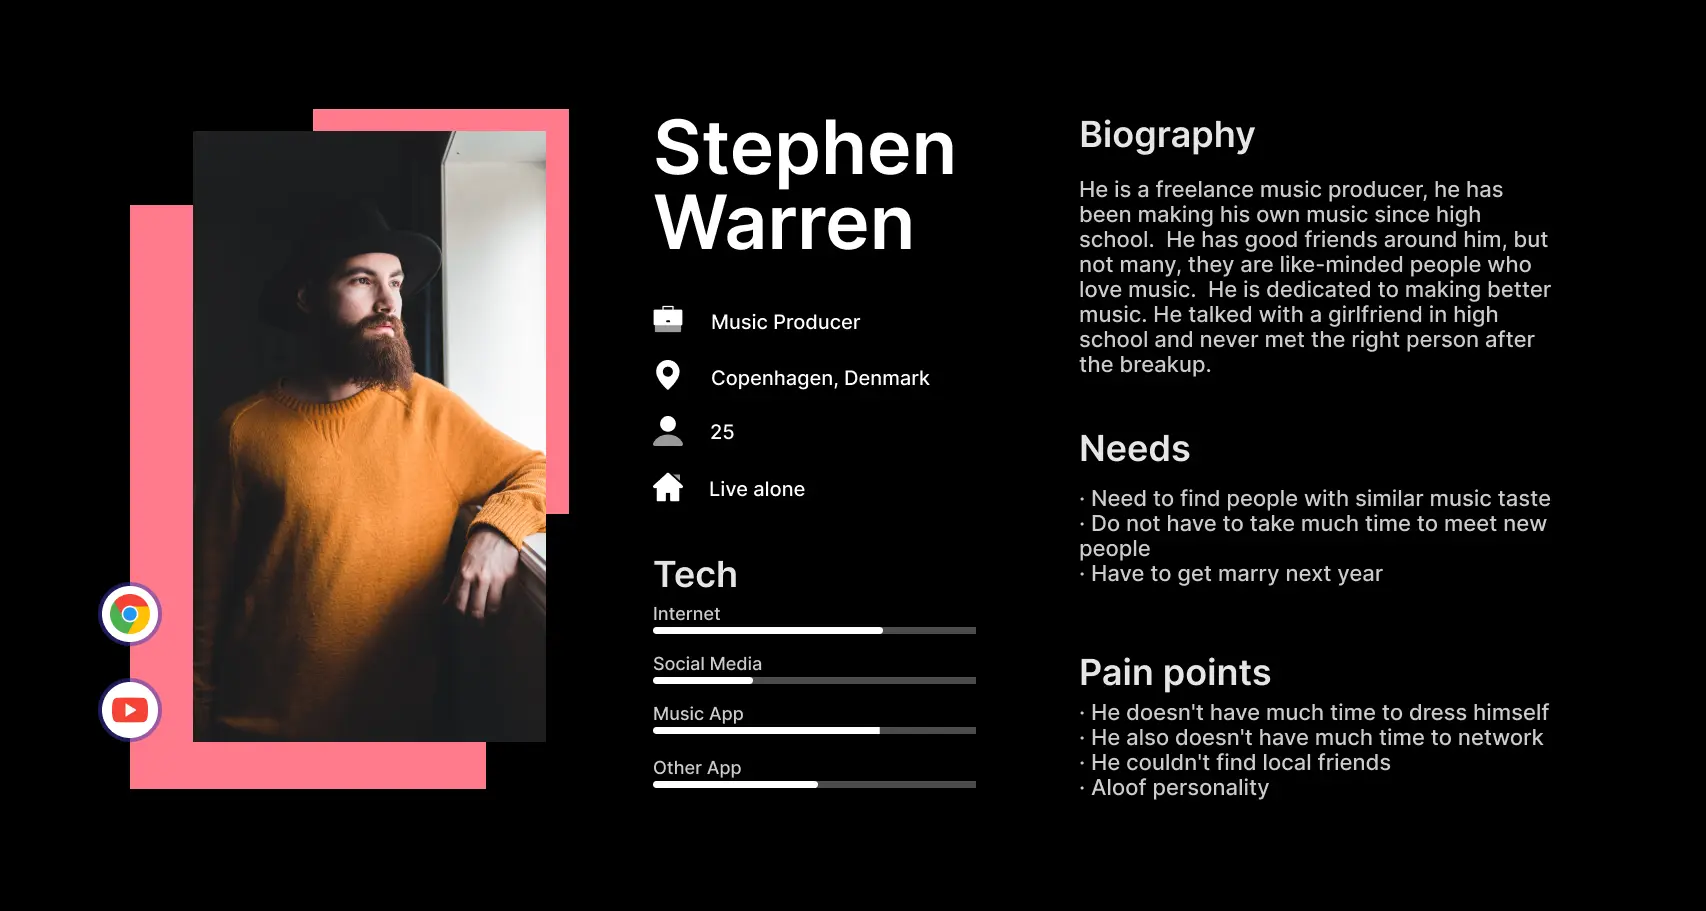 Stephen
Warren
Music Producer
Copenhagen, Denmark
25
Live alone
Tech
Internet
Social Media
Music App
Other App
Biography
He is a freelance music producer, he has
been making his own music since high
school.  He has good friends around him, but
not many, they are like-minded people who
love music.  He is dedicated to making better
music. He talked with a girlfriend in high
school and never met the right person after
the breakup.
Needs
· Need to find people with similar music taste
· Do not have to take much time to meet new
people
· Have to get marry next year
Pain points
· He doesn't have much time to dress himself
· He also doesn't have much time to network
· He couldn't find local friends
· Aloof personality